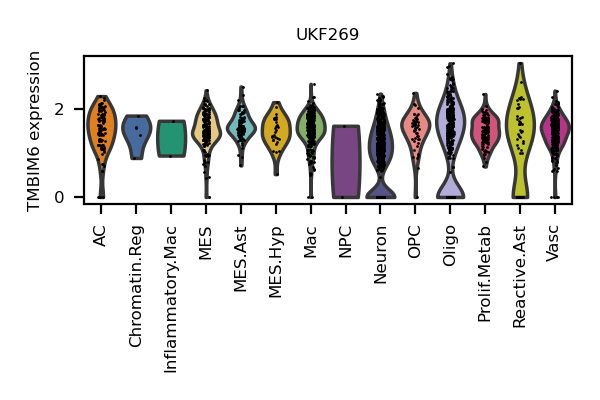 UKF269
TMBIM6 expression
2
0
AC
Chromatin.Reg
Inflammatory.Mac
MES
MES.Ast
MES.Hyp
Mac
NPC
Neuron
OPC
Oligo
Prolif.Metab
Reactive.Ast
Vasc